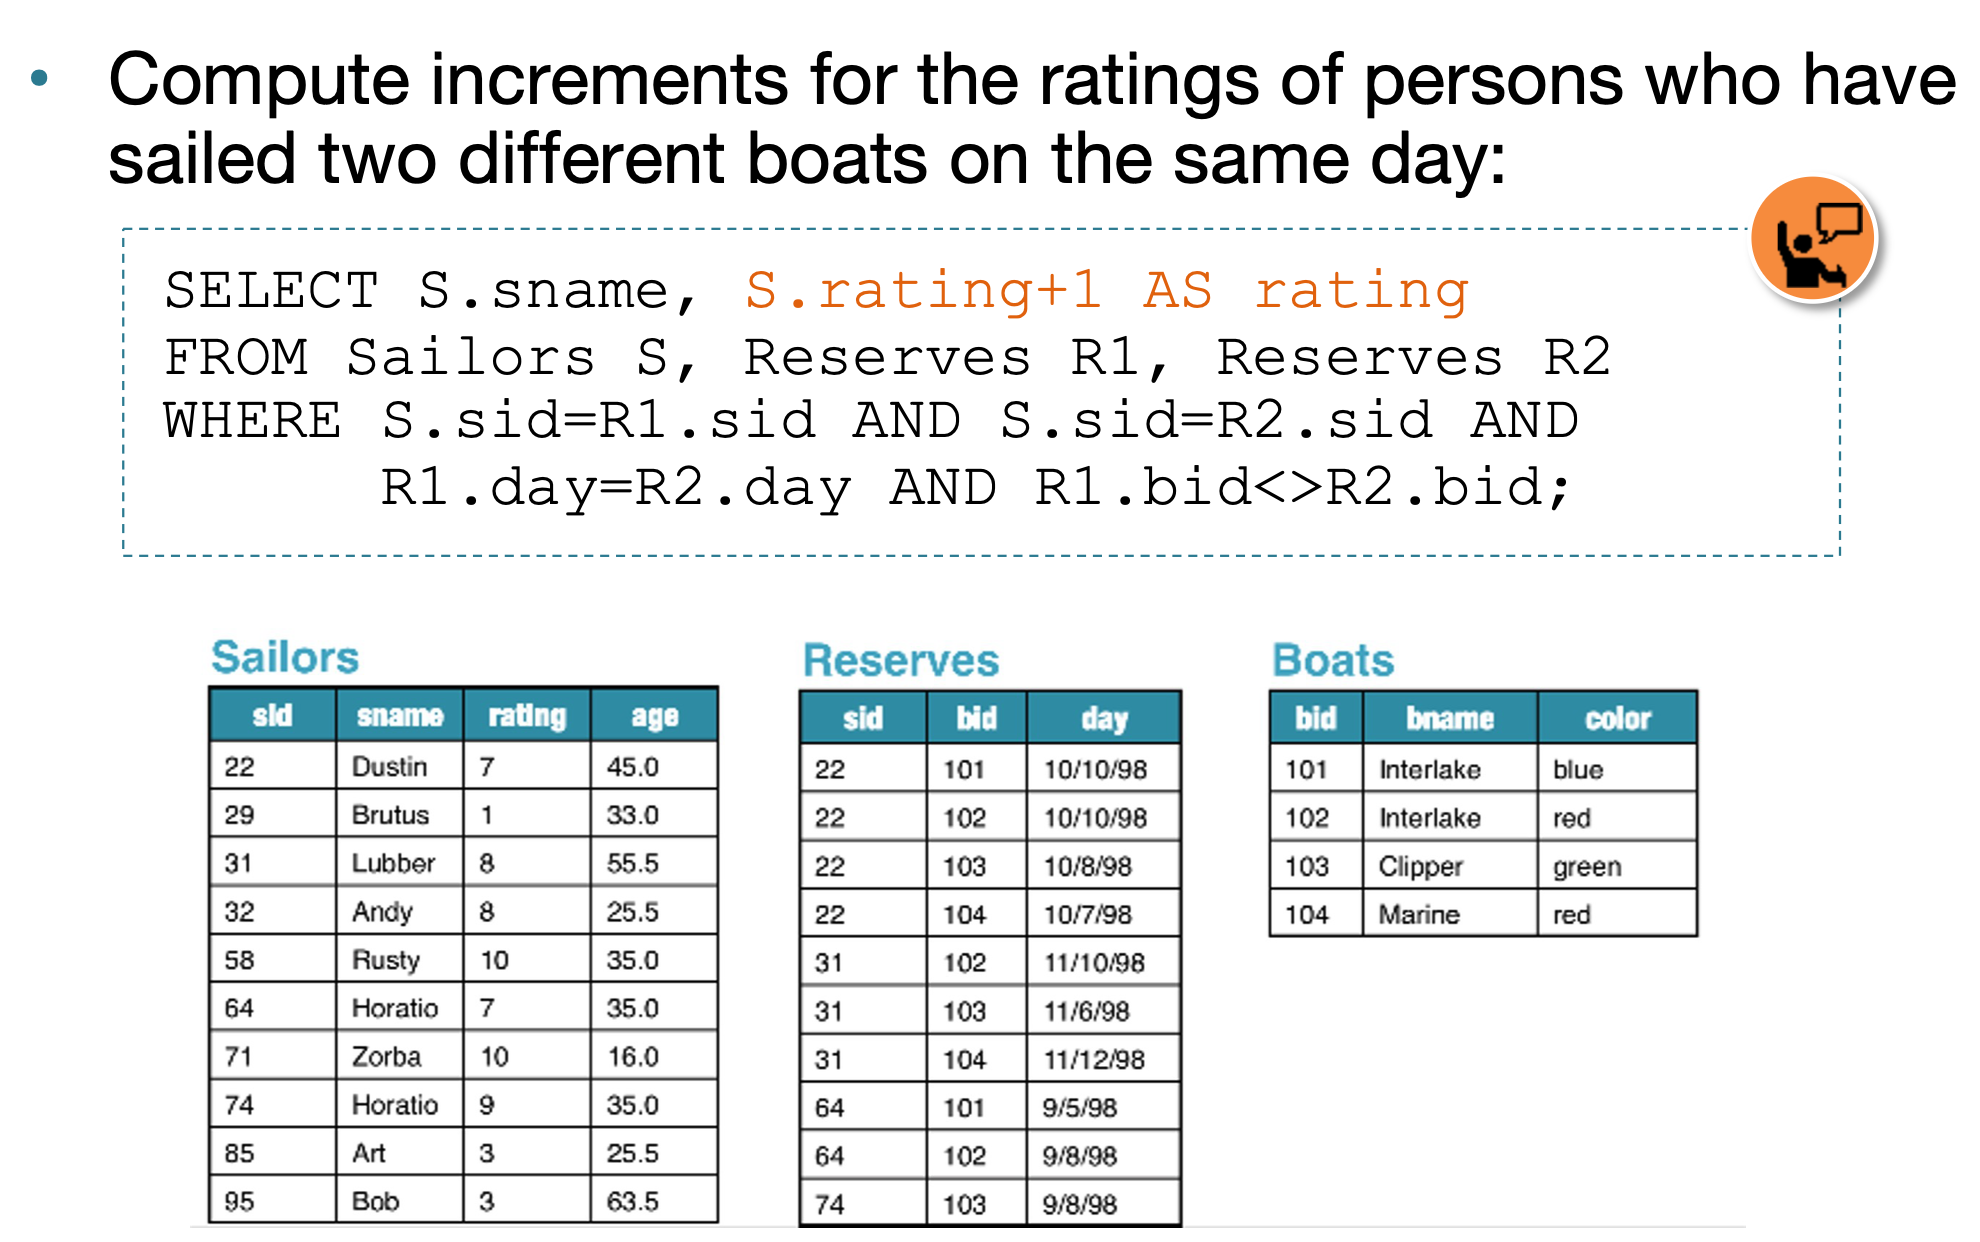 • Compute increments for the ratings of persons who have
sailed two different boats on the same day:
SELECT S.sname, S.rating+1 AS rating
FROM Sailors S, Reserves R1, Reserves R2
WHERE S.sid=R1.sid AND S.sid=R2.sid AND
R1.day=R2.day AND R1.bid<>R2.bid;
Sailors
sid sname rating age
22 Dustin 7 45.0
29 Brutus 1 33.0
31 Lubber 8 55.5
32 Andy 8 25.5
58 Rusty 10 35.0
64 Horatio 7 35.0
71 Zorba 10 16.0
74 Horatio 9 35.0
85 Art 3 25.5
95 Bob 3 63.5
Reserves
sid bid day
22 101 10/10/98
22 102 10/10/98
22 103 10/8/98
22 104 10/7/98
31 102 11/10/98
31 103 11/6/98
31 104 11/12/98
64 101 9/5/98
64 102 9/8/98
74 103 9/8/98
Boats
bid bname color
101 Interlake blue
102 Interlake red
103 Clipper green
104 Marine red